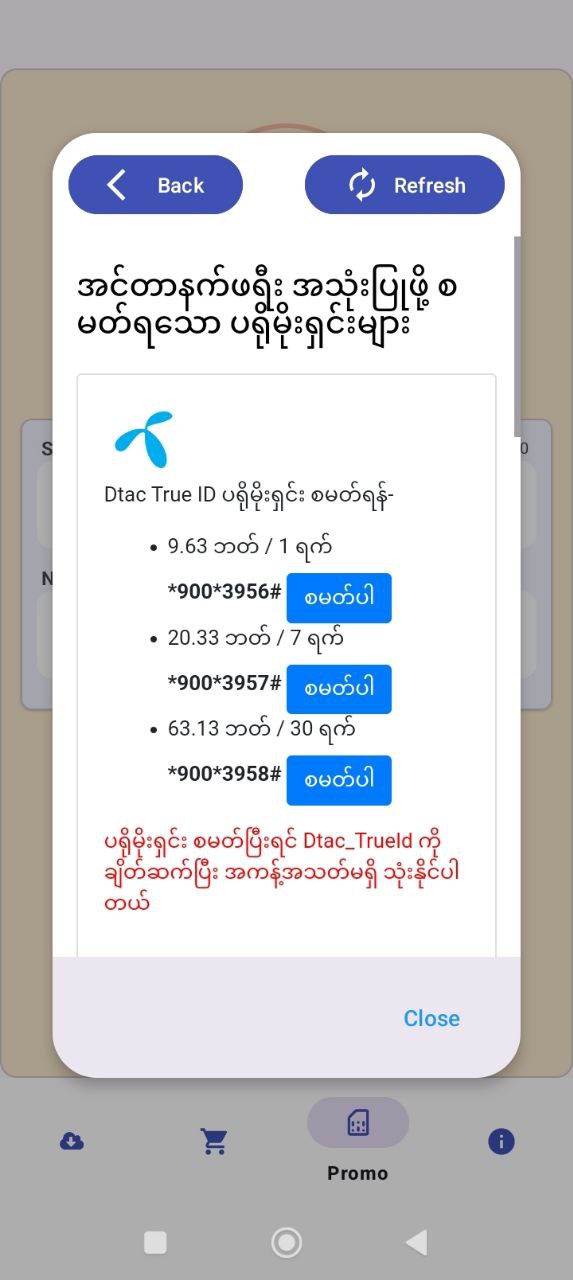 Back
Refresh
အင်တာနက်ဖရီး အသုံးပြုဖို့ စ
မတ်ရသော ပရိုမိုးရှင်းများ
S
0
Dtac True ID ပရိုမိုးရှင်း စမတ်ရန်-
• 9.63 ဘတ် / 1 ရက်
*900*3956# စမတ်ပါ
• 20.33 ဘတ် / 7 ရက်
N
*900*3957# စမတ်ပါ
• 63.13 ဘတ် / 30 ရက်
*900*3958# စမတ်ပါ
ပရိုမိုးရှင်း စမတ်ပြီးရင် Dtac_TrueId ကို
ချိတ်ဆက်ပြီး အကန့်အသတ်မရှိ သုံးနိုင်ပါ
တယ်
Close
Promo